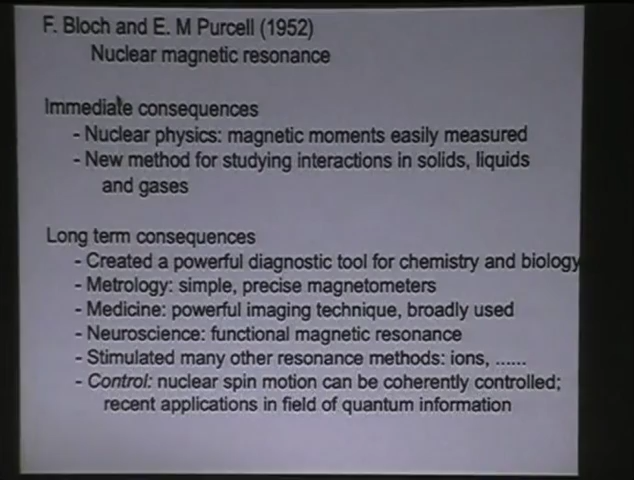 F. Bloch and E. M Purcell (1952)
Nuclear magnetic resonance
Immediate consequences
- Nuclear physics: magnetic moments easily measured
- New method for studying interactions in solids, liquids
and gases
Long term consequences
- Created a powerful diagnostic tool for chemistry and biology
- Metrology: simple, precise magnetometers
- Medicine: powerful imaging technique, broadly used
- Neuroscience: functional magnetic resonance
- Stimulated many other resonance methods: ions, ......
- Control: nuclear spin motion can be coherently controlled;
recent applications in field of quantum information